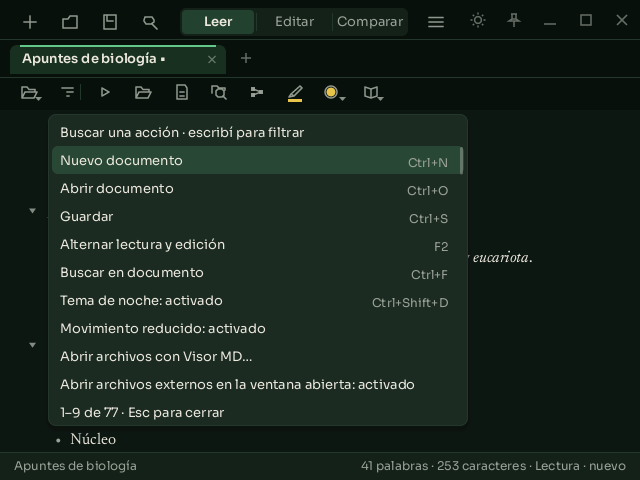 Leer Editar Comparar
Apuntes de biología •
Buscar una acción · escribí para filtrar
Nuevo documento Ctrl+N
Abrir documento Ctrl+O
Guardar Ctrl+S
Alternar lectura y edición F2
eucariota.
Buscar en documento Ctrl+F
Tema de noche: activado Ctrl+Shift+D
Movimiento reducido: activado
Abrir archivos con Visor MD...
Abrir archivos externos en la ventana abierta: activado
1–9 de 77 · Esc para cerrar
• Núcleo
Apuntes de biología 41 palabras · 253 caracteres · Lectura · nuevo